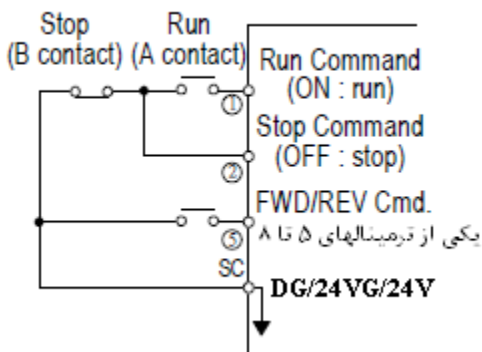 Stop
(B contact)
Run
(A contact)
Run Command
(ON : run)
①
Stop Command
(OFF : stop)
②
FWD/REV Cmd.
یکی از ترمینالهای ۵ تا ۸
⑤
SC
DG/24VG/24V